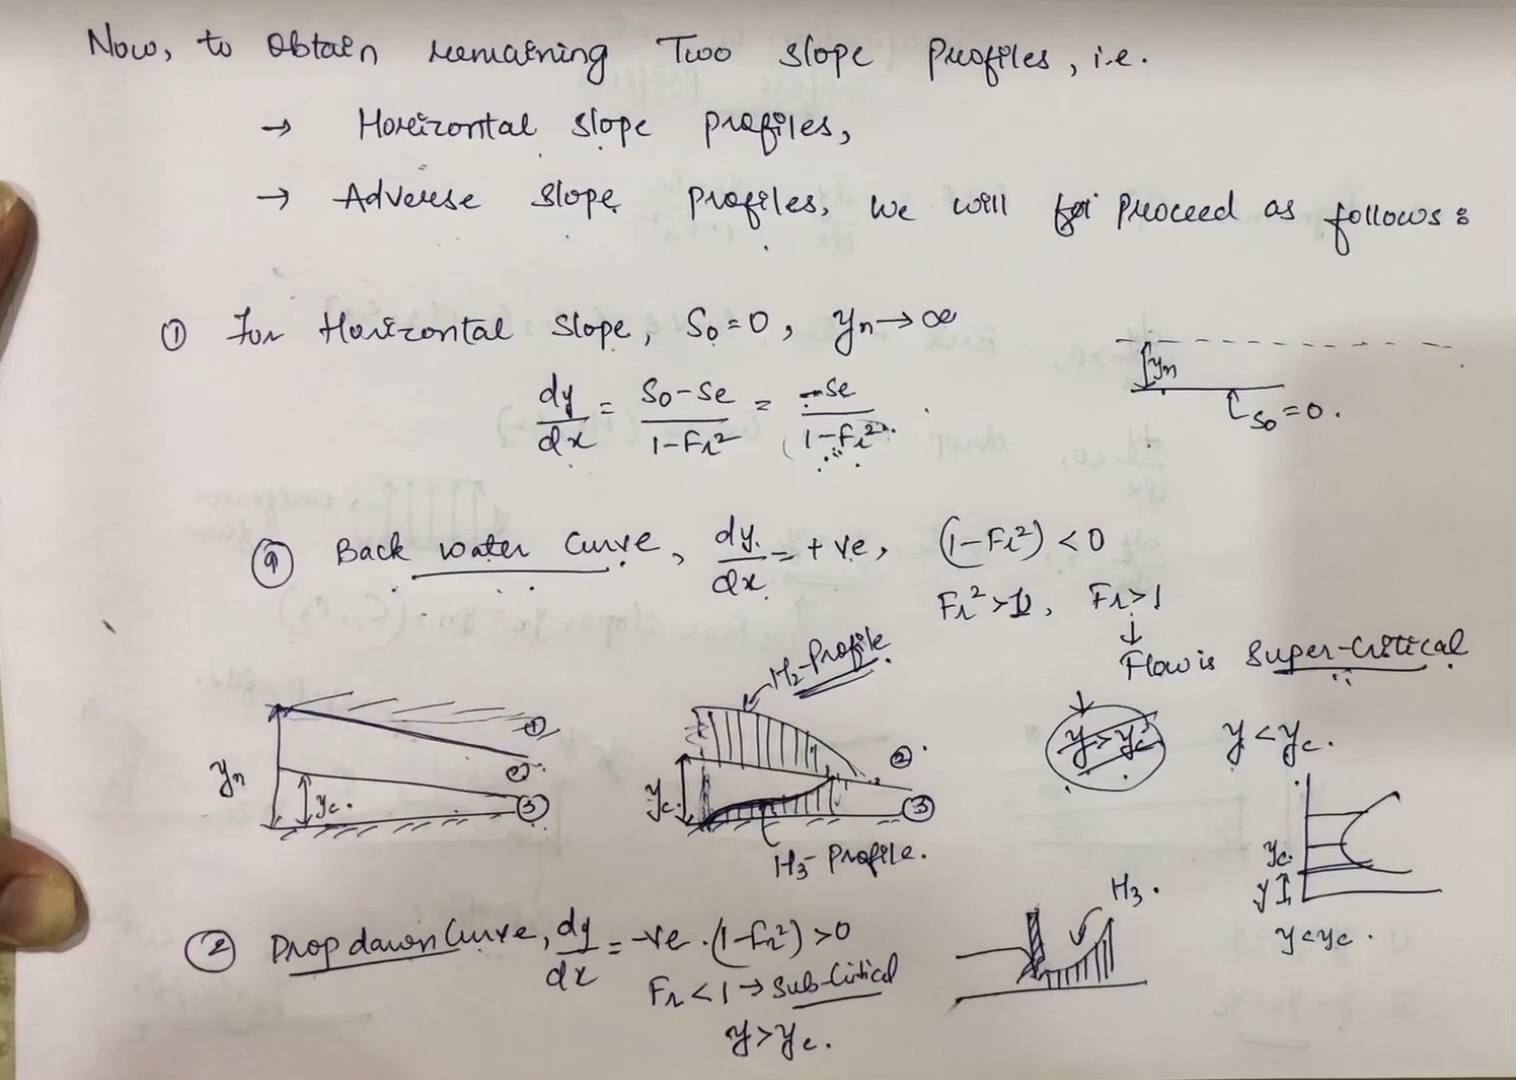 Now, to obtain remaining Two slope profiles, i.e.
→ Horizontal slope profiles,
→ Adverse slope profiles, we will proceed as follows:
① For Horizontal slope, So=0, yn→∞
yn
So=0.
dy/dx = So-Se/1-Fr² = -Se/1-Fr²
ⓐ Back water curve, dy/dx = +ve, (1-Fr²) <0
Fr²>1, Fr>1
↓
Flow is Super-Critical
↓
y>yc y<yc.
H2-Profile
yn
yc.
①
②
③
yc.
②
③
H3-Profile.
yc.
y
y<yc.
H3.
② Drop down Curve, dy/dx = -ve. (1-Fr²) >0
Fr<1 → Sub-Critical
y>yc.